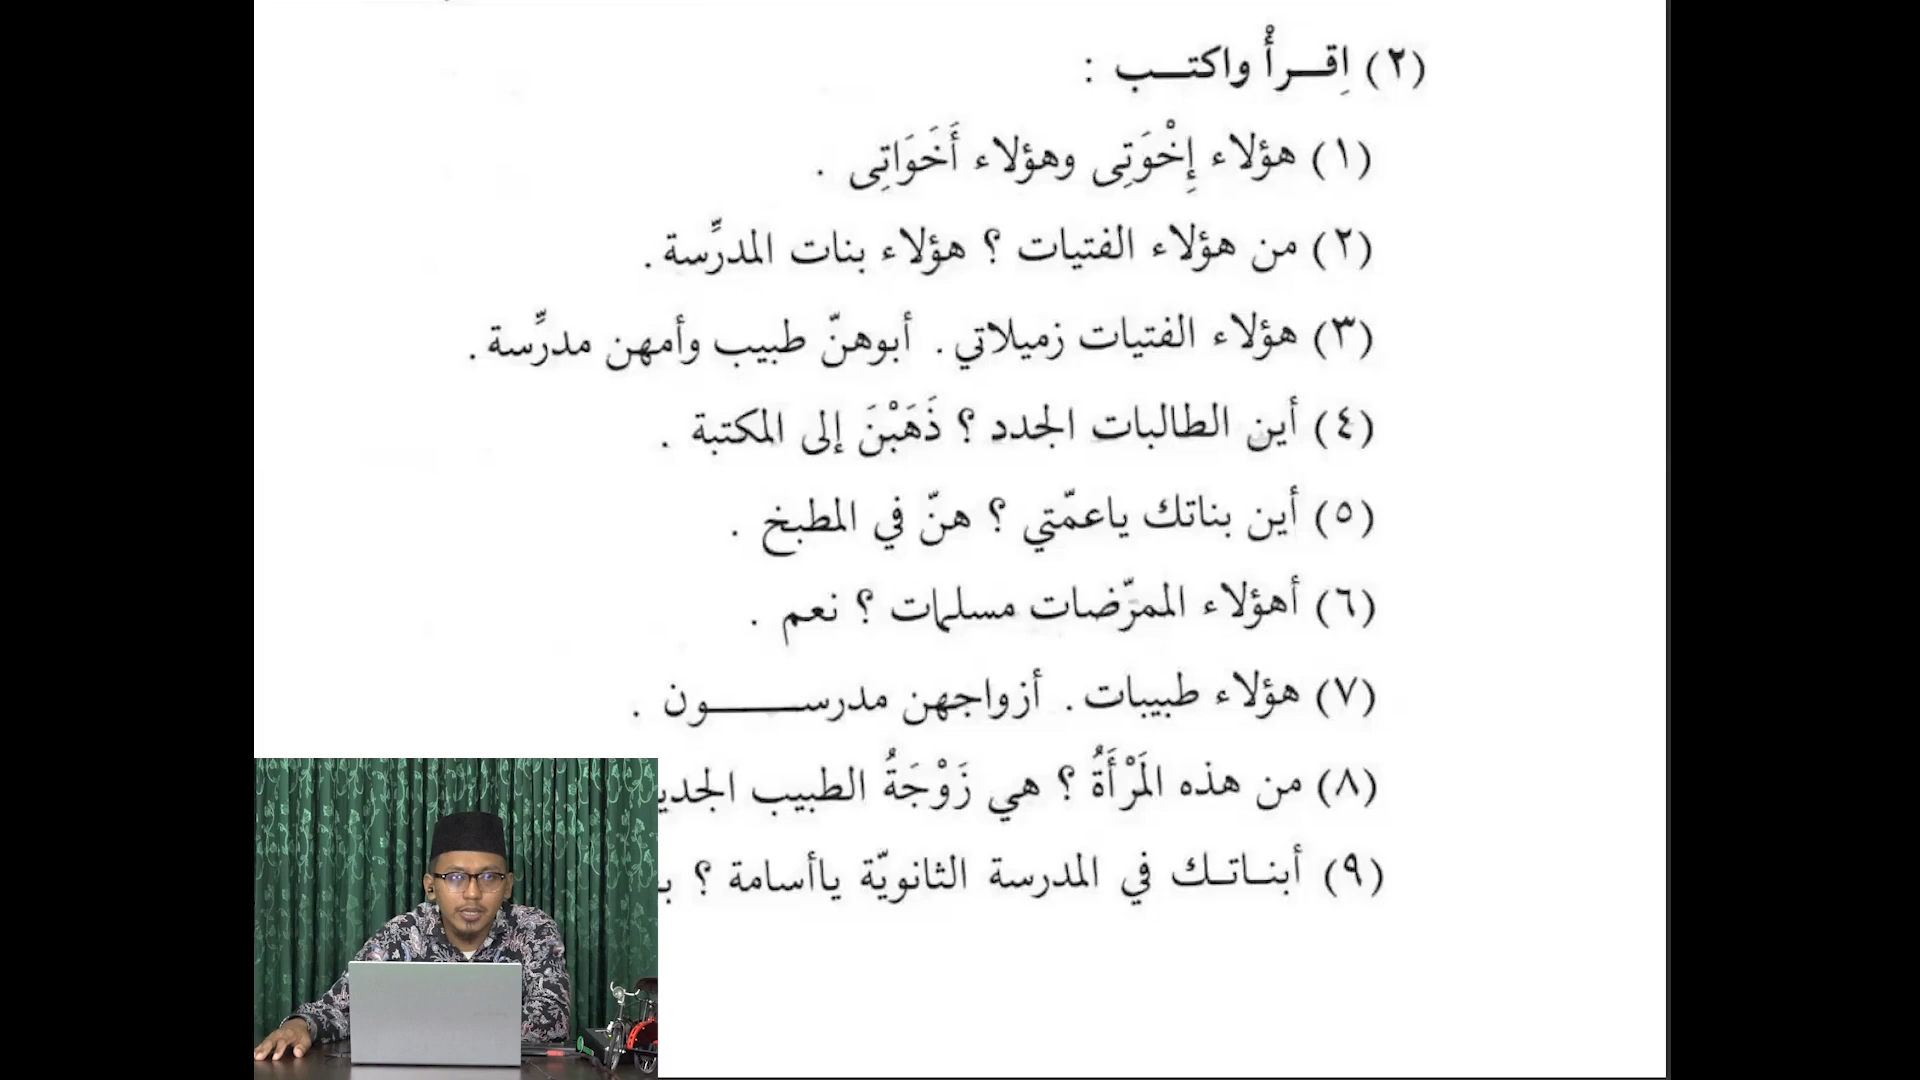 (٢) اِقـــرأْ واكتـــب :
(١) هؤلاء إِخْوَتِى وهؤلاء أَخَوَاتِى .
(٢) من هؤلاء الفتيات ؟ هؤلاء بنات المدرِّسة .
(٣) هؤلاء الفتيات زميلاتي . أبوهنّ طبيب وأمهن مدرِّسة .
(٤) أين الطالبات الجدد ؟ ذَهَبْنَ إلى المكتبة .
(٥) أين بناتك ياعمّتي ؟ هنّ في المطبخ .
(٦) أهؤلاء الممرّضات مسلمات ؟ نعم .
(٧) هؤلاء طبيبات . أزواجهن مدرســـــون .
(٨) من هذه المَرْأَةُ ؟ هي زَوْجَةُ الطبيب
(٩) أبنـاتـك في المدرسة الثانويّة ياأسامة ؟